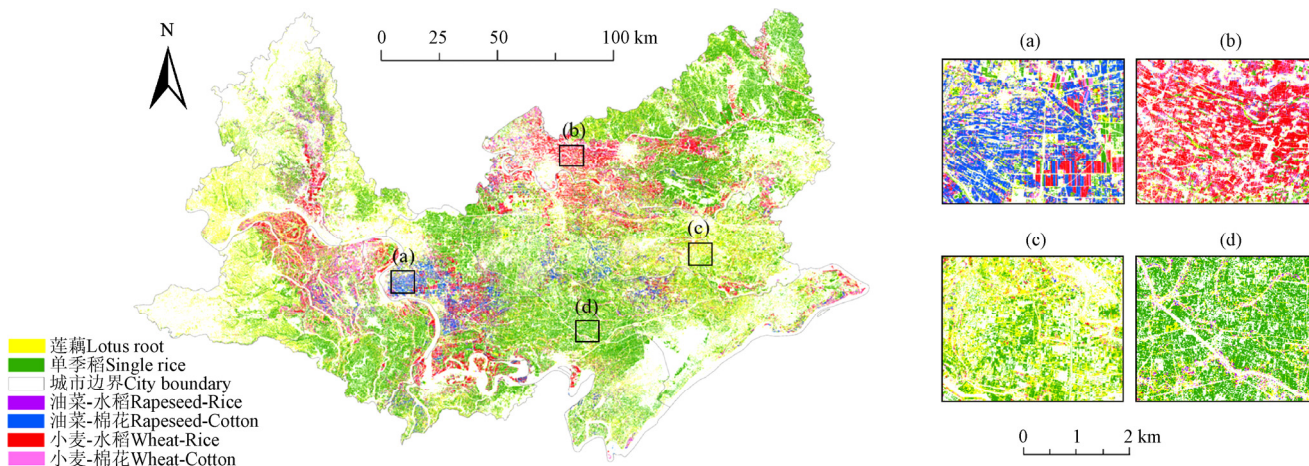 N
0 25 50 100 km
(a)
(b)
(c)
(d)
莲藕Lotus root
单季稻Single rice
城市边界City boundary
油菜-水稻Rapeseed-Rice
油菜-棉花Rapeseed-Cotton
小麦-水稻Wheat-Rice
小麦-棉花Wheat-Cotton
(a) (b)
(c) (d)
0 1 2 km